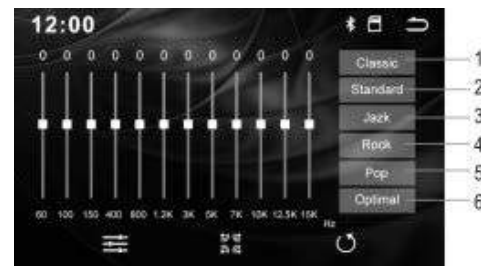 12:00
0 0 0 0 0 0 0 0 0 0 0 0
Classic 1
Standard 2
Jazk 3
Rock 4
Pop 5
Optimal 6
60 100 150 400 800 1.2K 3K 5K 7K 10K 12.5K 15K Hz